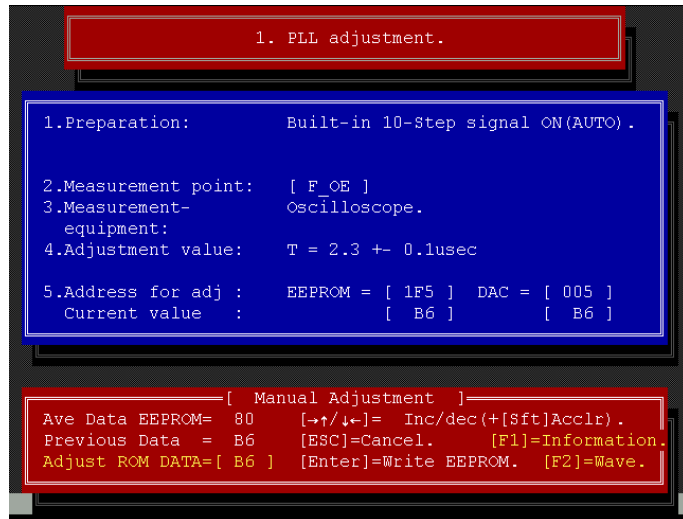 1. PLL adjustment.
1.Preparation: Built-in 10-Step signal ON(AUTO).
2.Measurement point: [ F_OE ]
3.Measurement- Oscilloscope.
equipment:
4.Adjustment value: T = 2.3 +- 0.1usec
5.Address for adj : EEPROM = [ 1F5 ] DAC = [ 005 ]
Current value : [ B6 ] [ B6 ]
[ Manual Adjustment ]
Ave Data EEPROM= 80 [→↑/↓←]= Inc/dec(+[Sft]Acclr).
Previous Data = B6 [ESC]=Cancel. [F1]=Information.
Adjust ROM DATA=[ B6 ] [Enter]=Write EEPROM. [F2]=Wave.